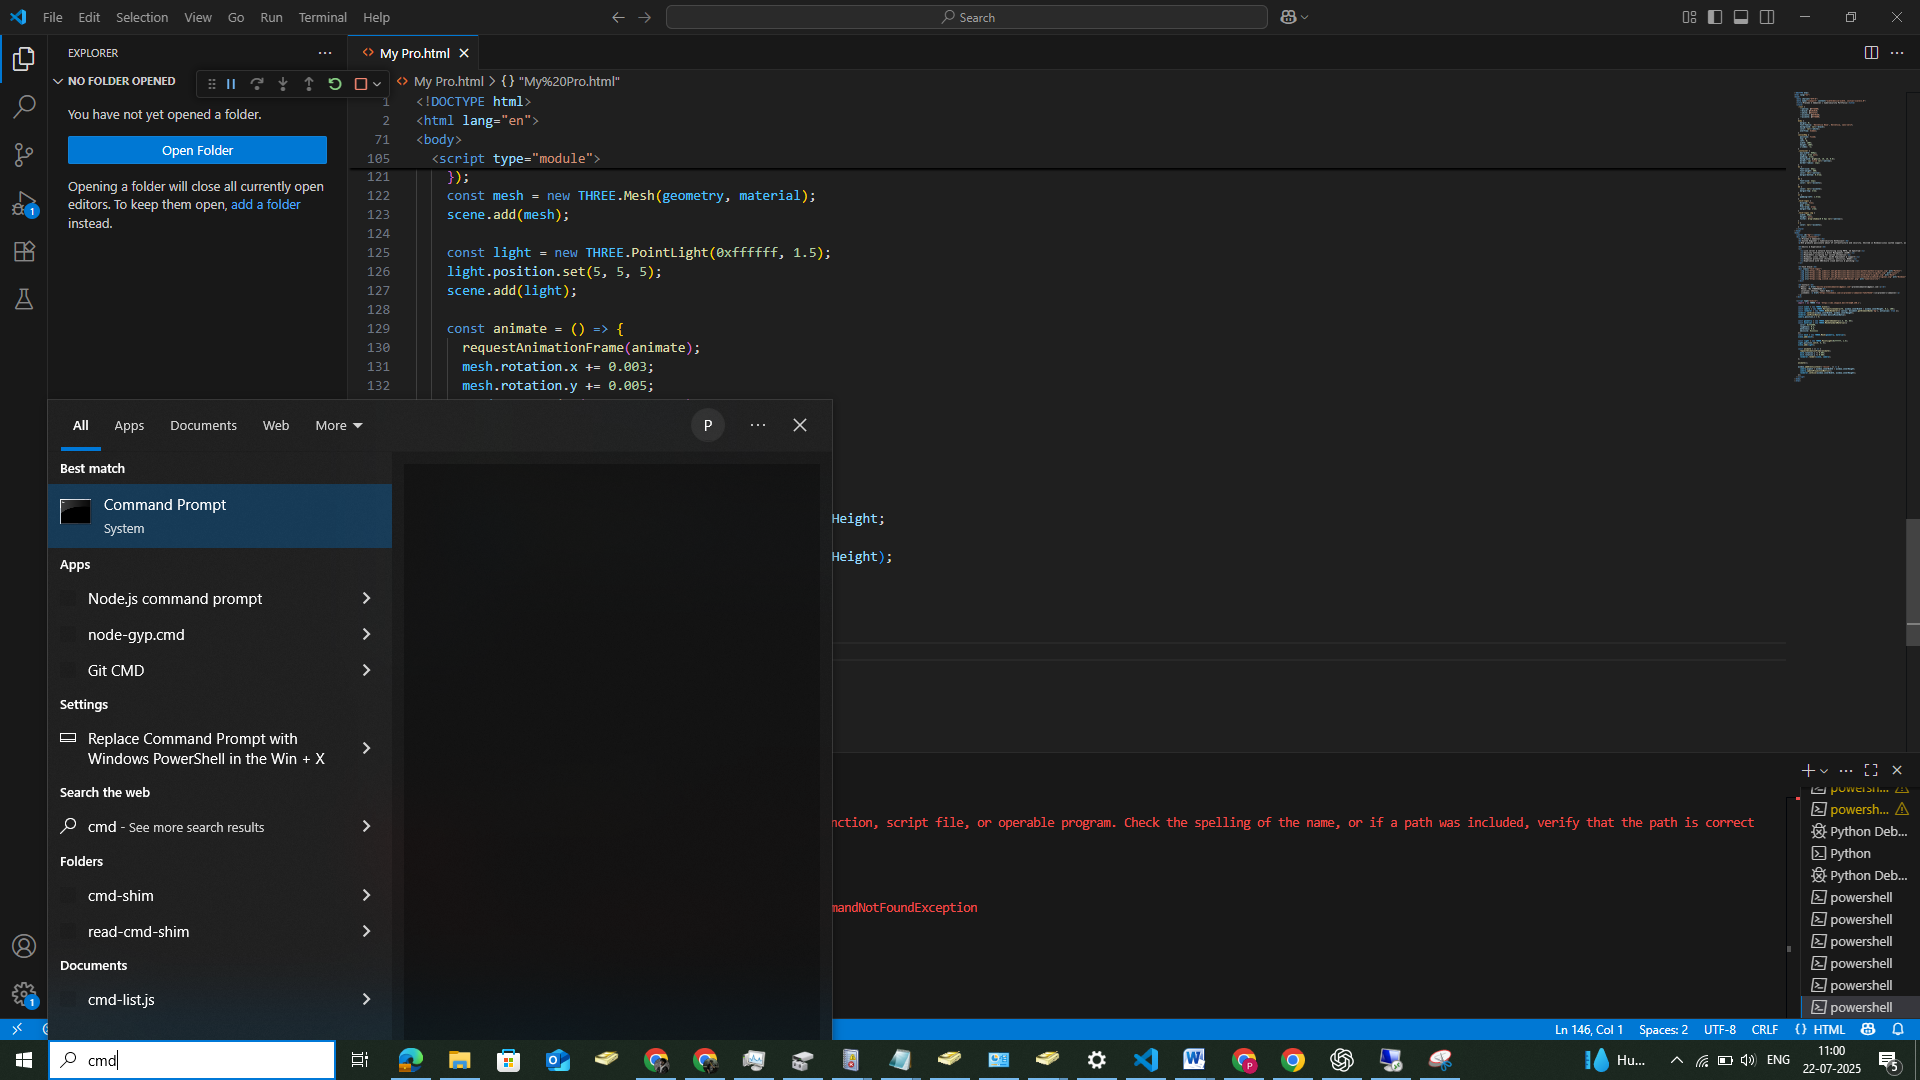 File Edit Selection View Go Run Terminal Help
Search
EXPLORER
NO FOLDER OPENED
You have not yet opened a folder.
Open Folder
Opening a folder will close all currently open
editors. To keep them open, add a folder
instead.
My Pro.html
My Pro.html > {} "My%20Pro.html"
1 <!DOCTYPE html>
2 <html lang="en">
71 <body>
105 <script type="module">
121 });
122 const mesh = new THREE.Mesh(geometry, material);
123 scene.add(mesh);
124
125 const light = new THREE.PointLight(0xffffff, 1.5);
126 light.position.set(5, 5, 5);
127 scene.add(light);
128
129 const animate = () => {
130 requestAnimationFrame(animate);
131 mesh.rotation.x += 0.003;
132 mesh.rotation.y += 0.005;
Height;
Height);
All Apps Documents Web More
P
Best match
Command Prompt
System
Apps
Node.js command prompt
node-gyp.cmd
Git CMD
Settings
Replace Command Prompt with
Windows PowerShell in the Win + X
Search the web
cmd - See more search results
Folders
cmd-shim
read-cmd-shim
Documents
cmd-list.js
nction, script file, or operable program. Check the spelling of the name, or if a path was included, verify that the path is correct
mandNotFoundException
powersh...
powersh...
Python Deb...
Python
Python Deb...
powershell
powershell
powershell
powershell
powershell
powershell
Ln 146, Col 1 Spaces: 2 UTF-8 CRLF {} HTML
cmd
Hu...
ENG
11:00
22-07-2025
5
1
1